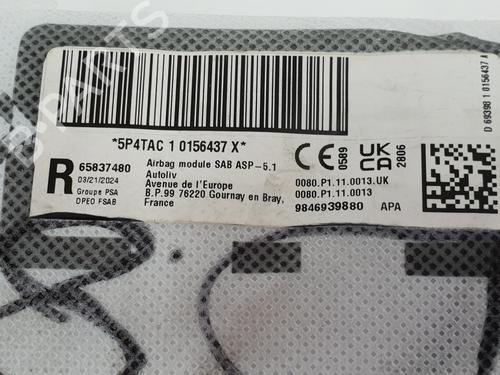 *5P4TAC 1 0156437 X*
R
65837480
03/21/2024
Groupe PSA
DPEO FSAB
Airbag module SAB ASP-5.1
Autoliv
Avenue de l'Europe
B.P.99 76220 Gournay en Bray,
France
CE
0589
UK
CA
2806
0080.P1.11.0013.UK
0080.P1.11.0013
9846939880 APA
D 69398 1 0156437 A
B-PARTS